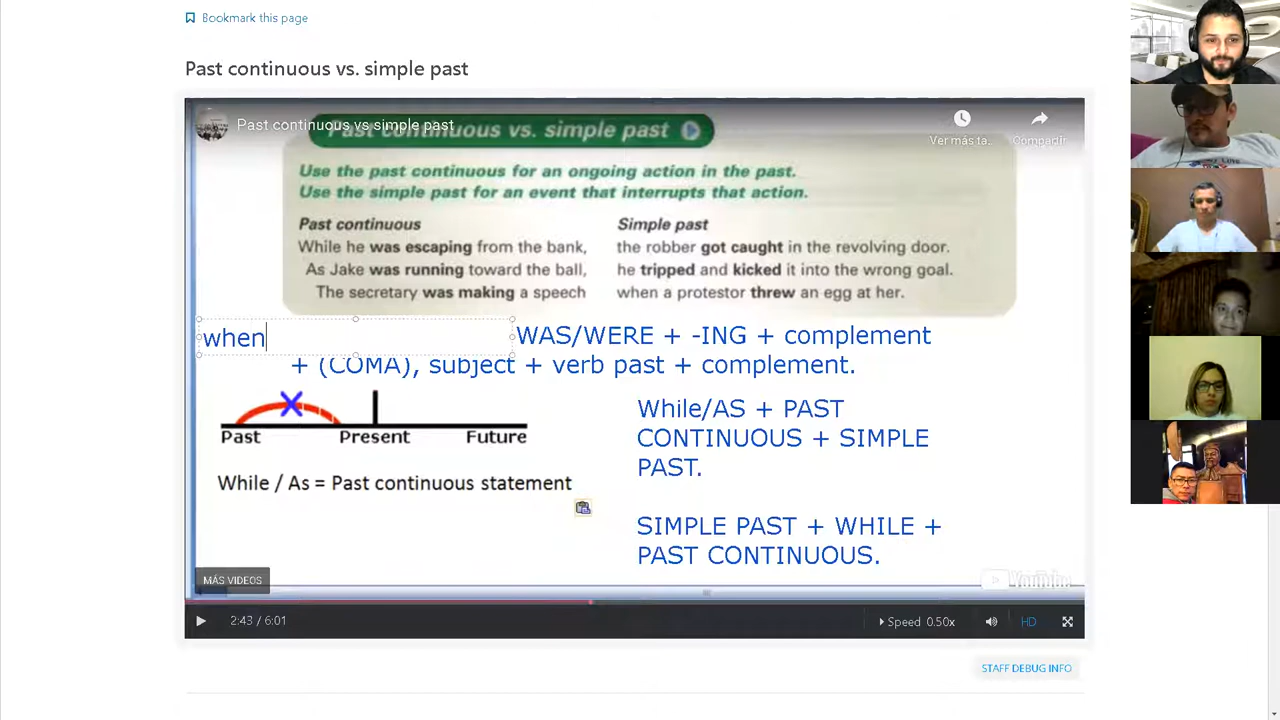 Bookmark this page
Past continuous vs. simple past
Past continuous vs simple past
Past continuous vs. simple past
Ver más ta...
Compartir
Use the past continuous for an ongoing action in the past.
Use the simple past for an event that interrupts that action.
Past continuous Simple past
While he was escaping from the bank, the robber got caught in the revolving door.
As Jake was running toward the ball, he tripped and kicked it into the wrong goal.
The secretary was making a speech when a protestor threw an egg at her.
when WAS/WERE + -ING + complement
+ (COMA), subject + verb past + complement.
Past Present Future
While / As = Past continuous statement
While/AS + PAST
CONTINUOUS + SIMPLE
PAST.
SIMPLE PAST + WHILE +
PAST CONTINUOUS.
MÁS VIDEOS
YouTube
2:43 / 6:01 Speed 0.50x HD
STAFF DEBUG INFO